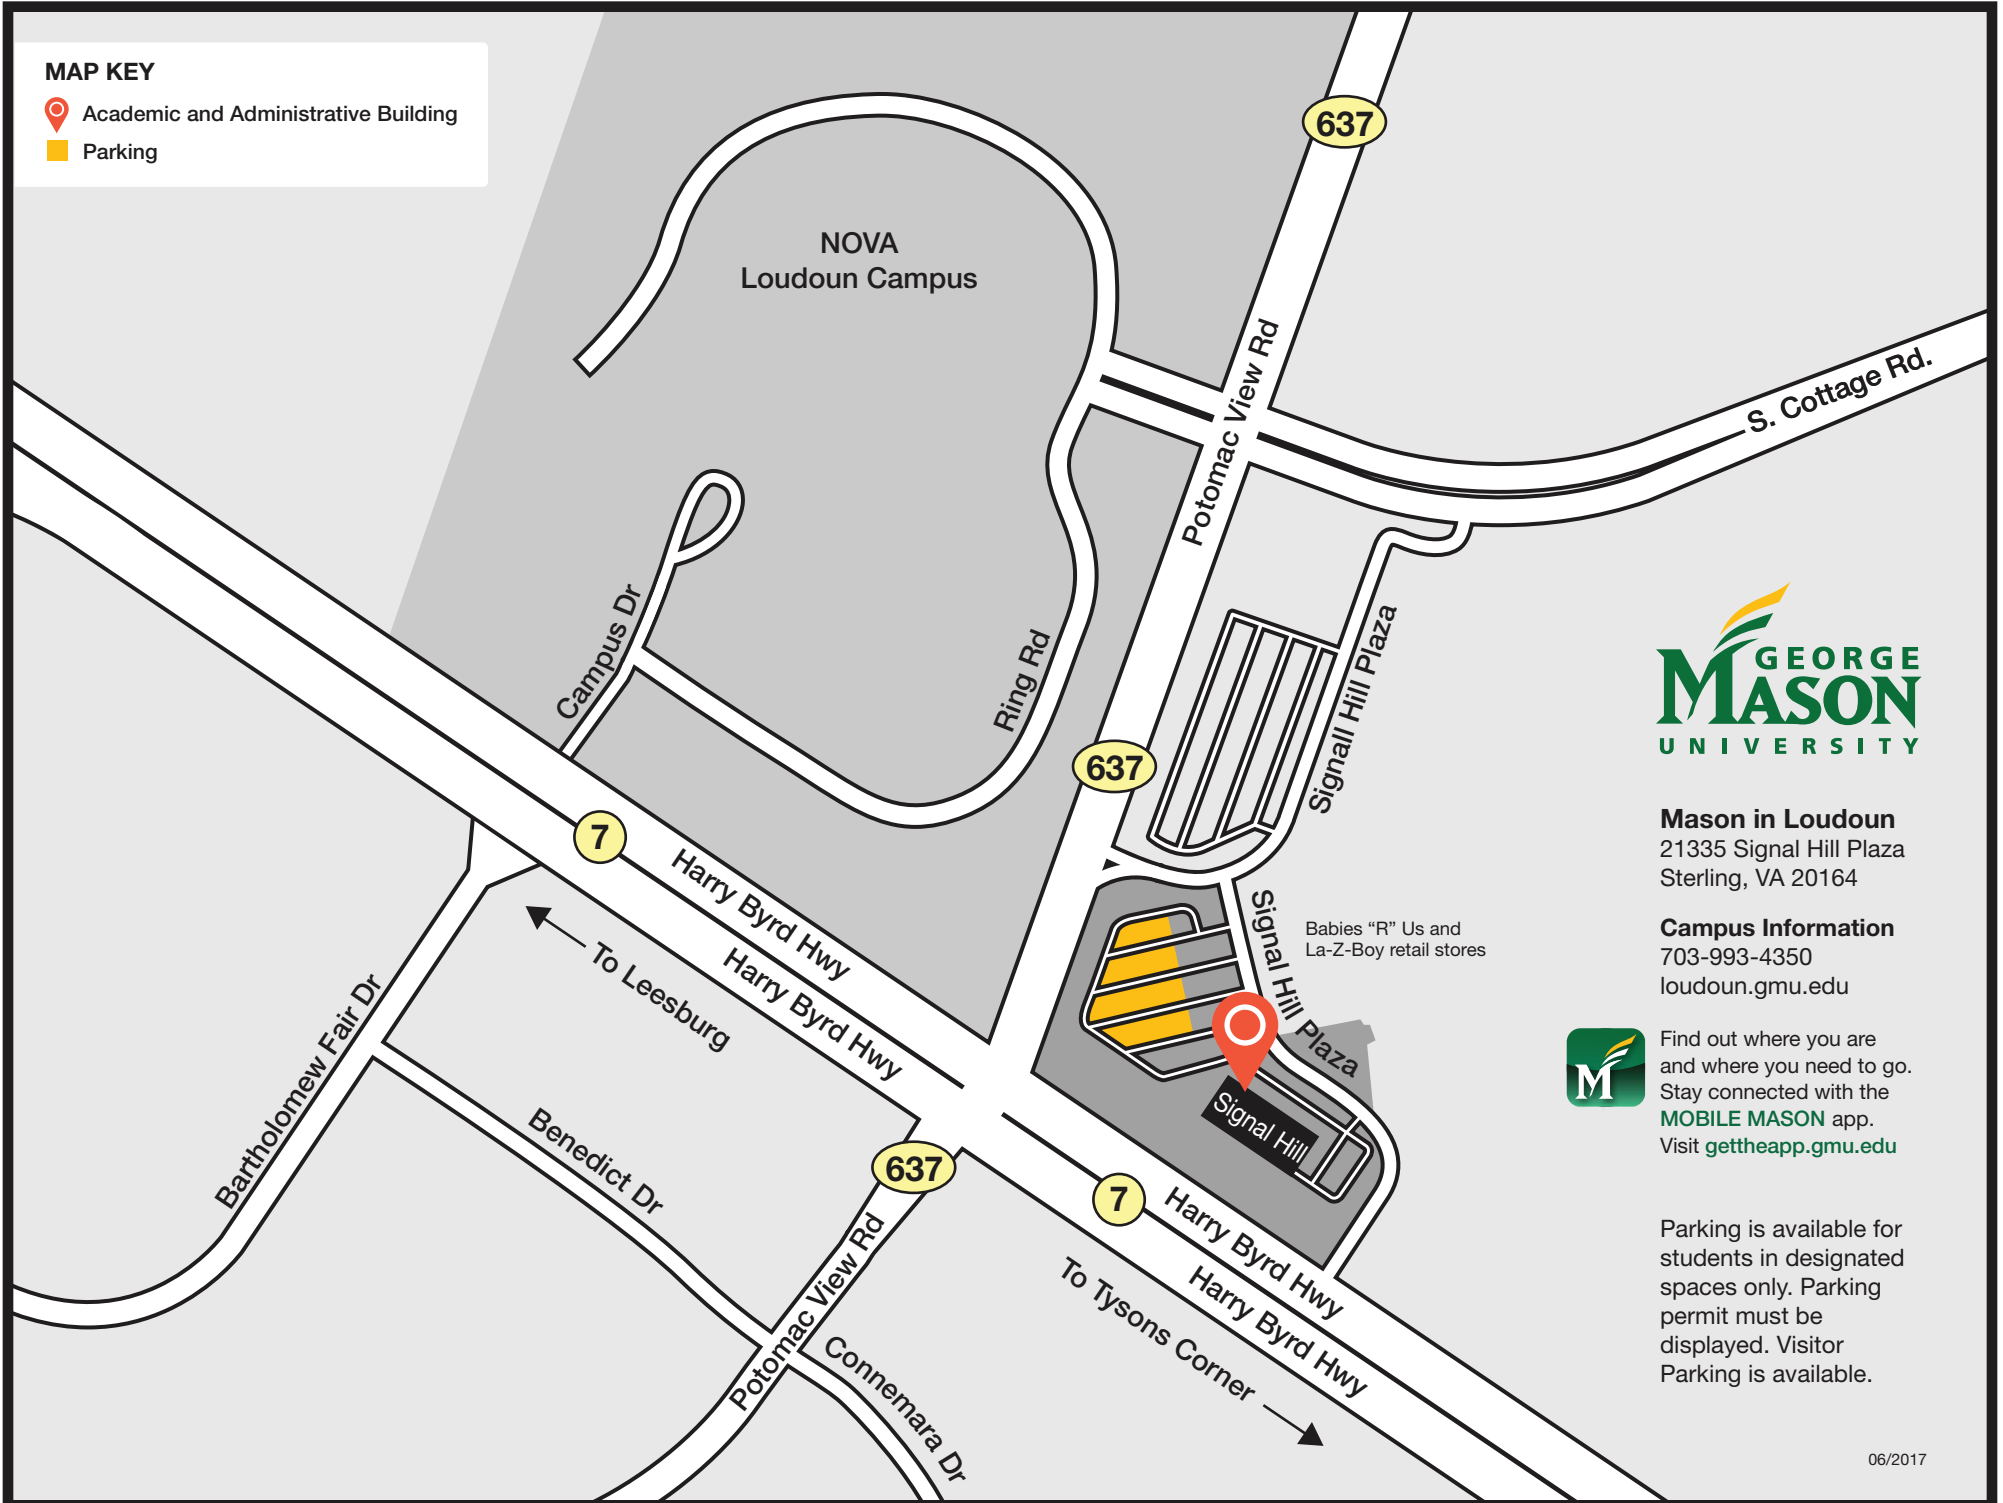 MAP KEY
Academic and Administrative Building
Parking
637
NOVA
Loudoun Campus
Potomac View Rd
S. Cottage Rd.
Campus Dr
Ring Rd
Signall Hill Plaza
637
7
Harry Byrd Hwy
Harry Byrd Hwy
To Leesburg
Signal Hill Plaza
Babies “R” Us and
La-Z-Boy retail stores
Signal Hill
Bartholomew Fair Dr
Benedict Dr
637
Potomac View Rd
7
Harry Byrd Hwy
Harry Byrd Hwy
To Tysons Corner
Connemara Dr
GEORGE
MASON
UNIVERSITY
Mason in Loudoun
21335 Signal Hill Plaza
Sterling, VA 20164
Campus Information
703-993-4350
loudoun.gmu.edu
M
Find out where you are
and where you need to go.
Stay connected with the
MOBILE MASON app.
Visit gettheapp.gmu.edu
Parking is available for
students in designated
spaces only. Parking
permit must be
displayed. Visitor
Parking is available.
06/2017